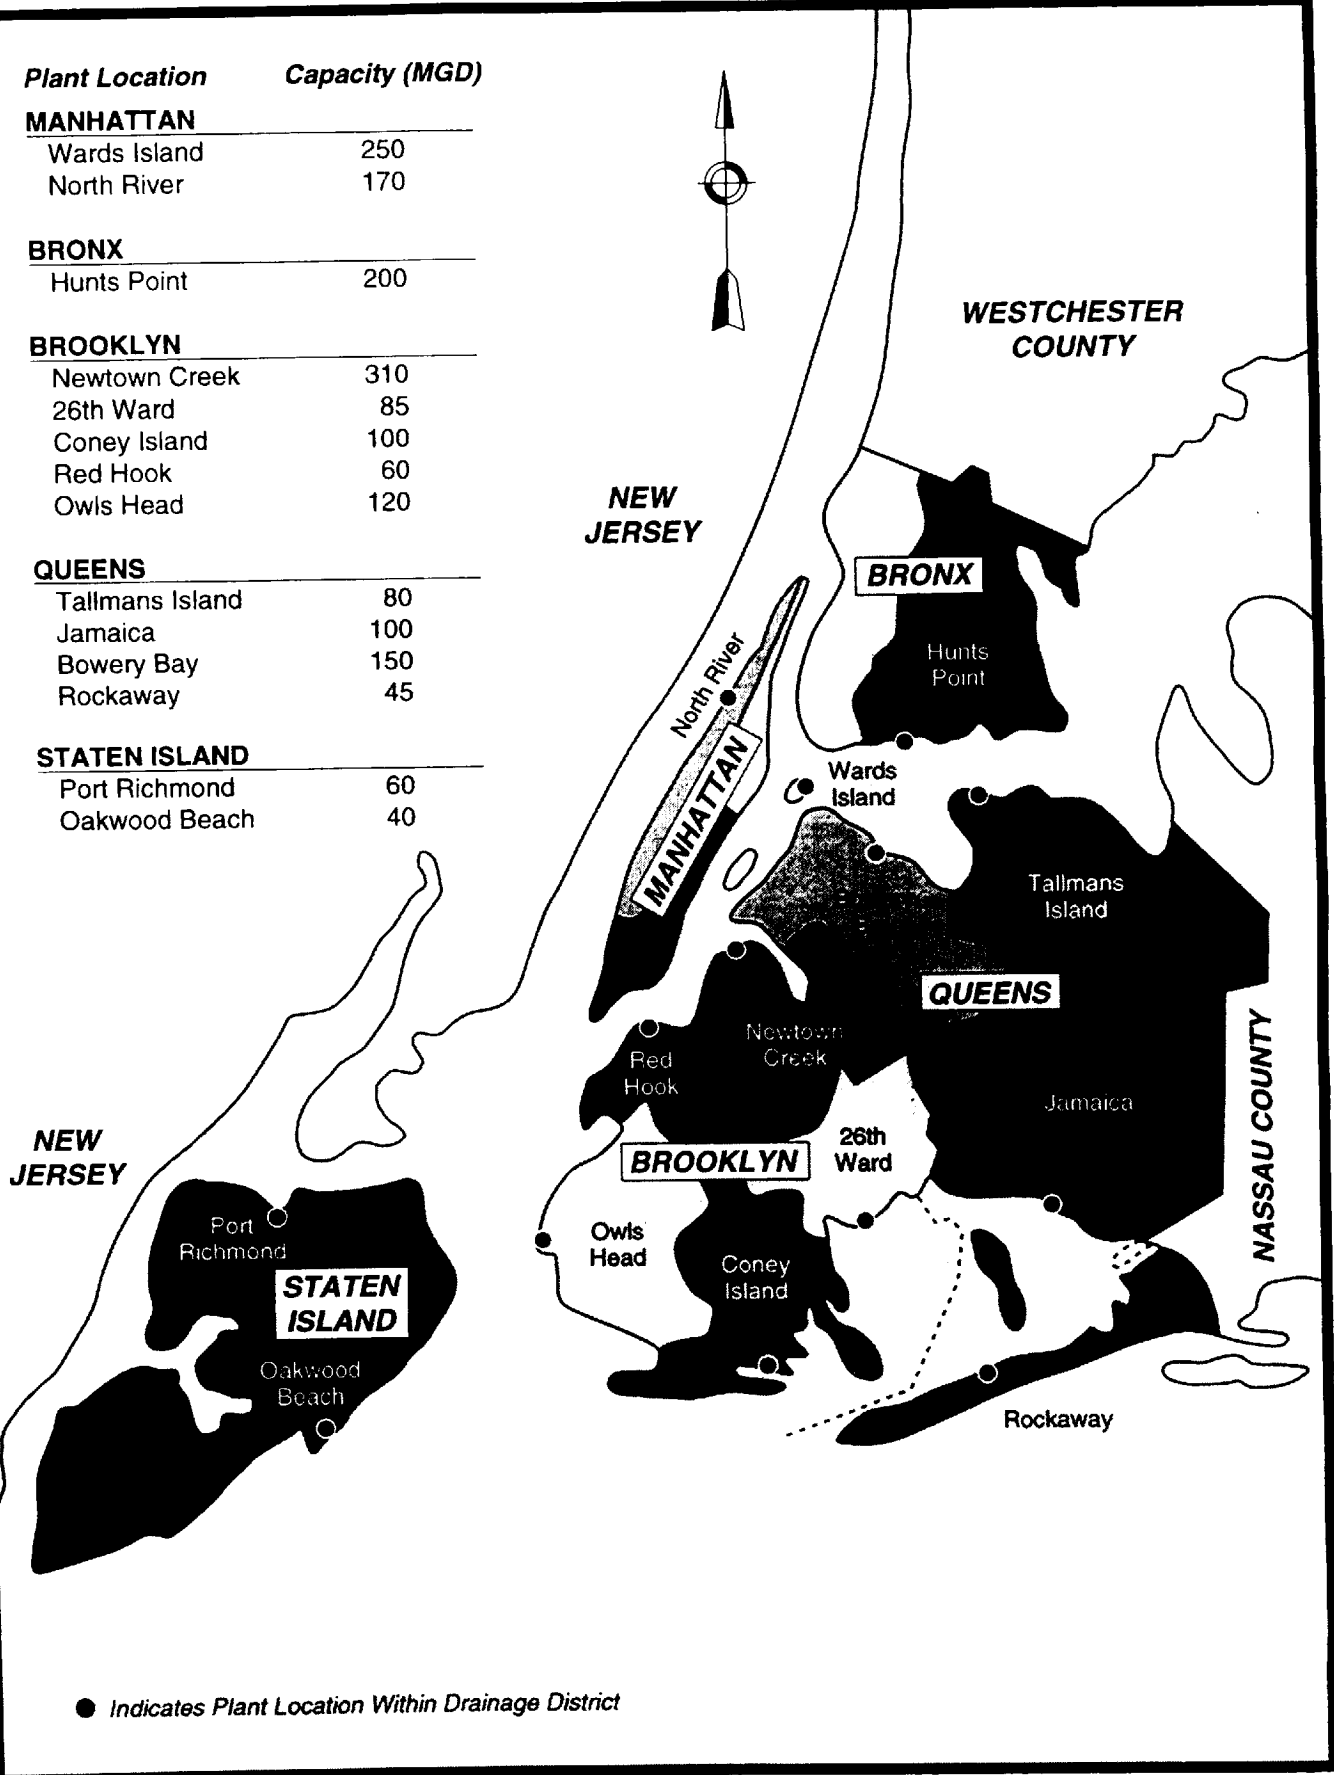 Plant Location Capacity (MGD)
MANHATTAN
Wards Island 250
North River 170
BRONX
Hunts Point 200
BROOKLYN
Newtown Creek 310
26th Ward 85
Coney Island 100
Red Hook 60
Owls Head 120
QUEENS
Tallmans Island 80
Jamaica 100
Bowery Bay 150
Rockaway 45
STATEN ISLAND
Port Richmond 60
Oakwood Beach 40
WESTCHESTER
COUNTY
NEW
JERSEY
BRONX
Hunts
Point
North River
MANHATTAN
Wards
Island
Tallmans
Island
QUEENS
Newtown
Creek
Red
Hook
Jamaica
NASSAU COUNTY
26th
Ward
BROOKLYN
NEW
JERSEY
Port
Richmond
Owls
Head
Coney
Island
STATEN
ISLAND
Oakwood
Beach
Rockaway
Indicates Plant Location Within Drainage District